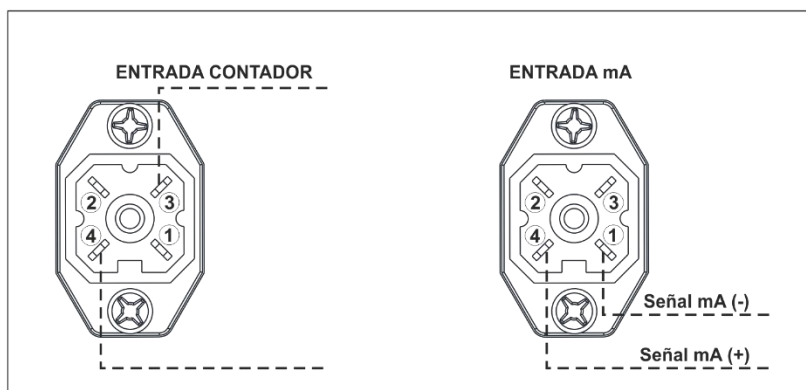 ENTRADA CONTADOR
2
3
4
1
ENTRADA mA
2
3
4
1
Señal mA (-)
Señal mA (+)